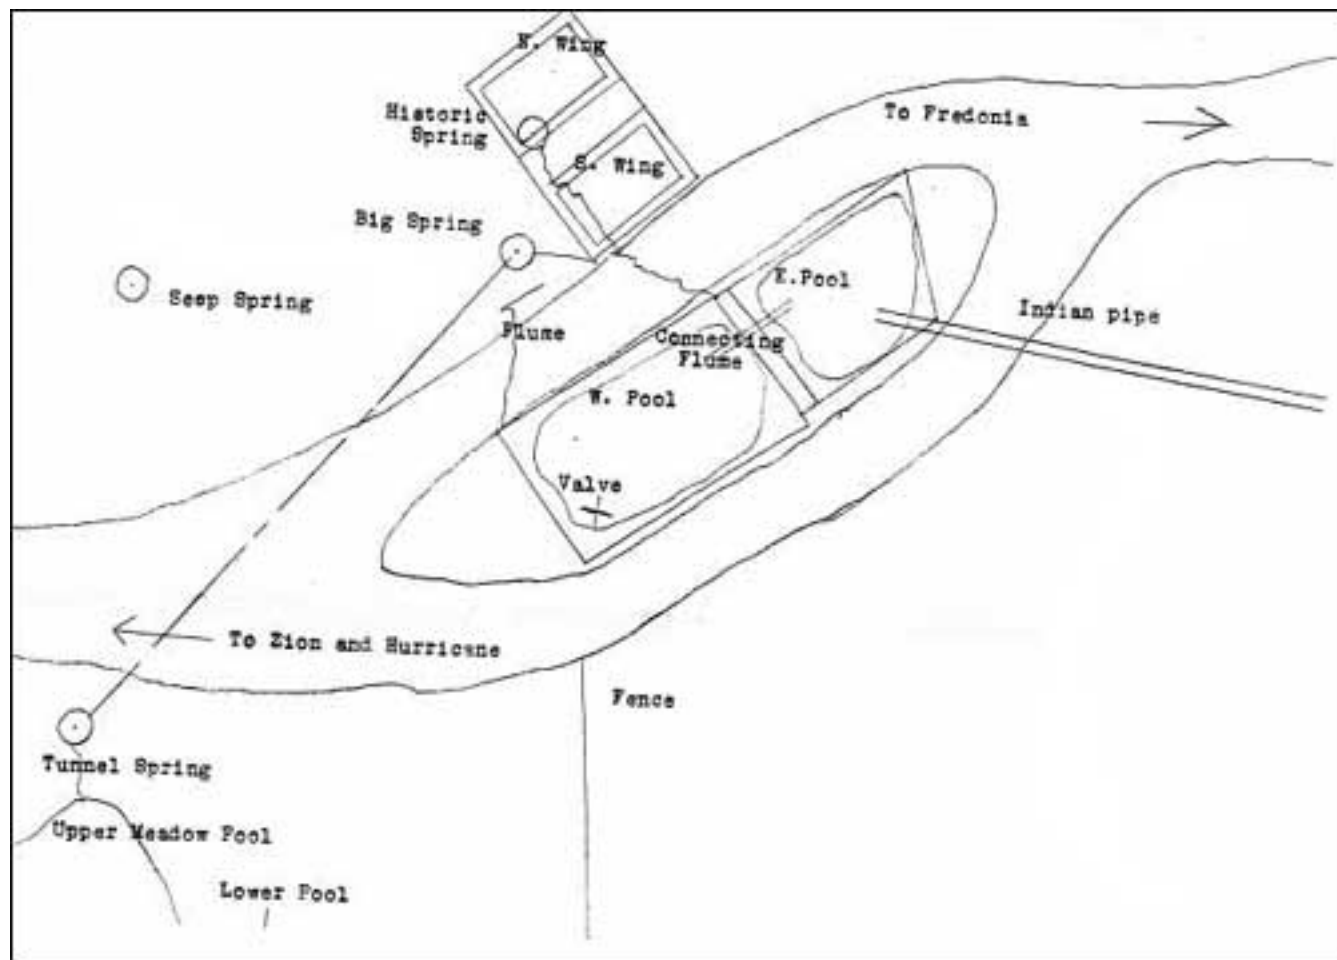 N. Wing
Historic
Spring
To Fredonia
S. Wing
Big Spring
E.Pool
Seep Spring
Indian pipe
Flume
Connecting
Flume
W. Pool
Valve
To Zion and Hurricane
Fence
Tunnel Spring
Upper Meadow Pool
Lower Pool